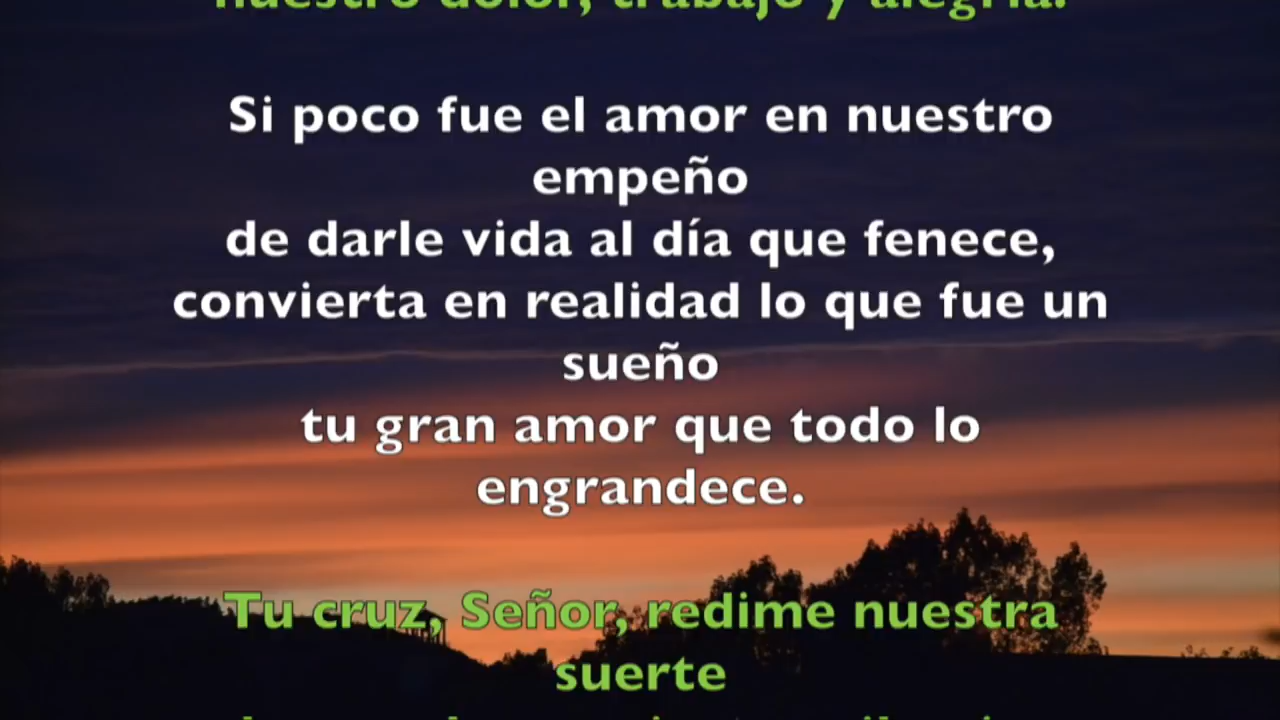 nuestro dolor, trabajo y alegría.
Si poco fue el amor en nuestro
empeño
de darle vida al día que fenece,
convierta en realidad lo que fue un
sueño
tu gran amor que todo lo
engrandece.
Tu cruz, Señor, redime nuestra
suerte